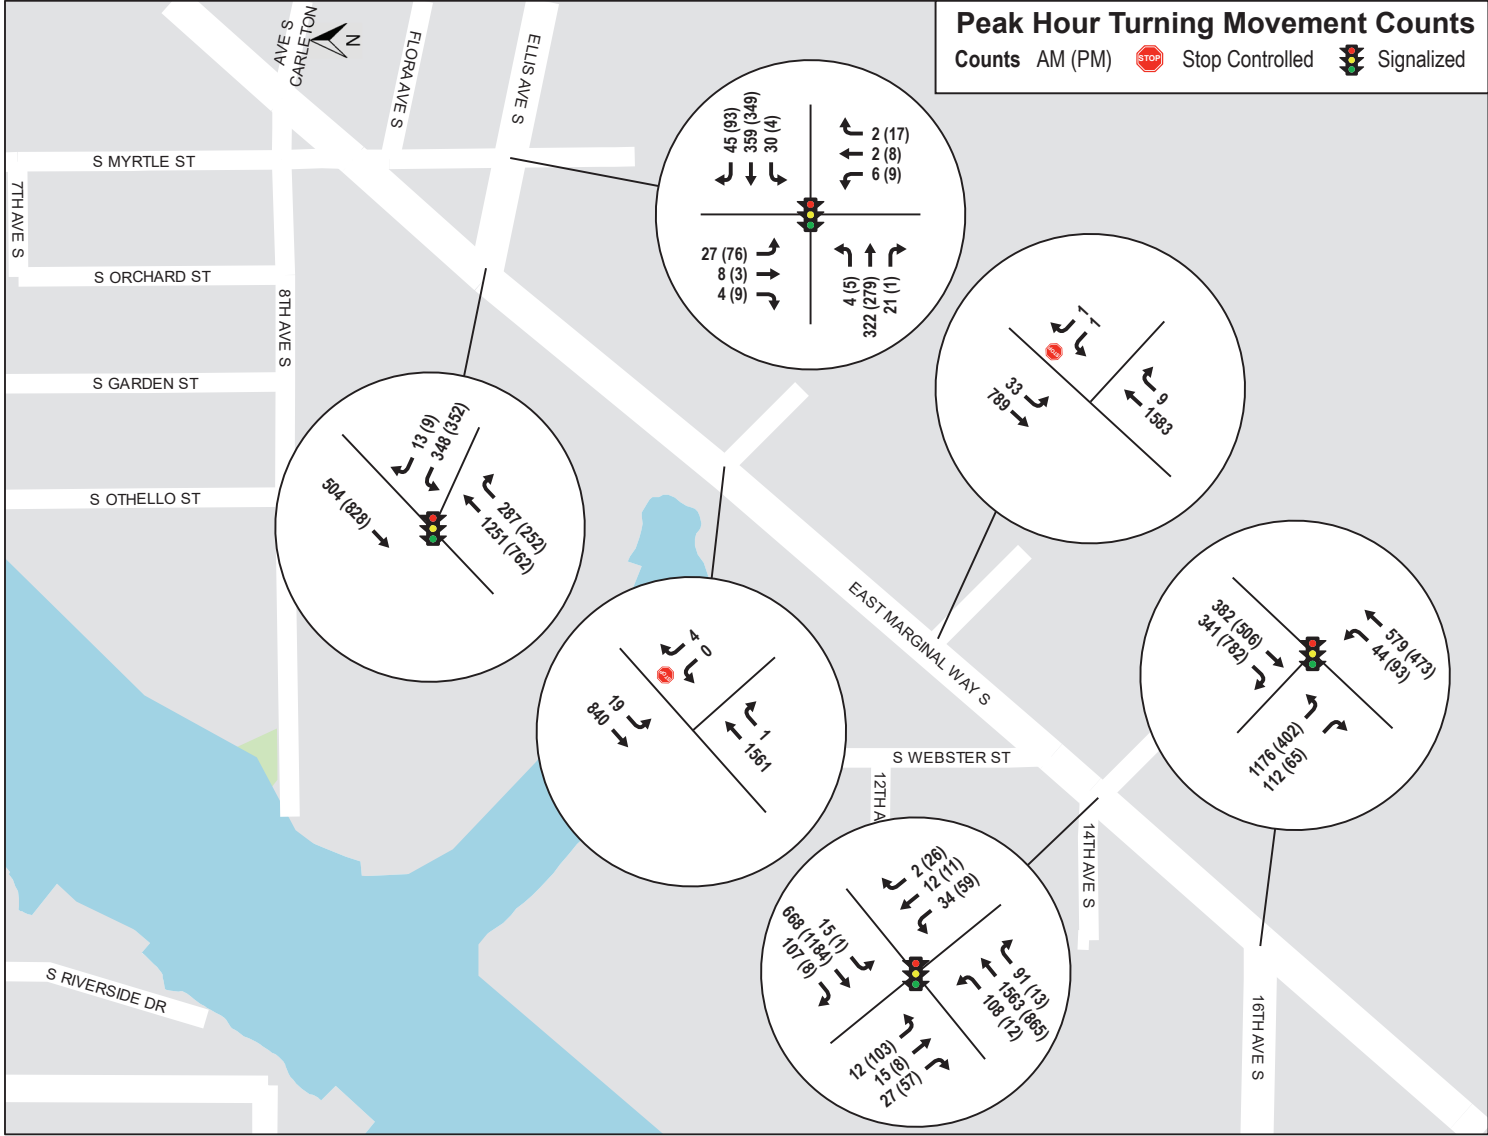 Peak Hour Turning Movement Counts
Counts AM (PM) STOP Stop Controlled Signalized
AVE S
CARLETON
N
FLORA AVE S
ELLIS AVE S
S MYRTLE ST
7TH AVE S
S ORCHARD ST
8TH AVE S
S GARDEN ST
S OTHELLO ST
45 (93)
359 (349)
30 (4)
2 (17)
2 (8)
6 (9)
27 (76)
8 (3)
4 (9)
4 (5)
322 (279)
21 (1)
1
1
33
789
9
1583
13 (9)
348 (352)
504 (828)
287 (252)
1251 (762)
EAST MARGINAL WAY S
4
0
19
840
1
1561
382 (506)
341 (782)
579 (473)
44 (93)
1176 (402)
112 (65)
S WEBSTER ST
12TH A
14TH AVE S
2 (26)
12 (11)
34 (59)
15 (1)
668 (1184)
107 (8)
91 (13)
1563 (865)
108 (12)
12 (103)
15 (8)
27 (57)
S RIVERSIDE DR
16TH AVE S